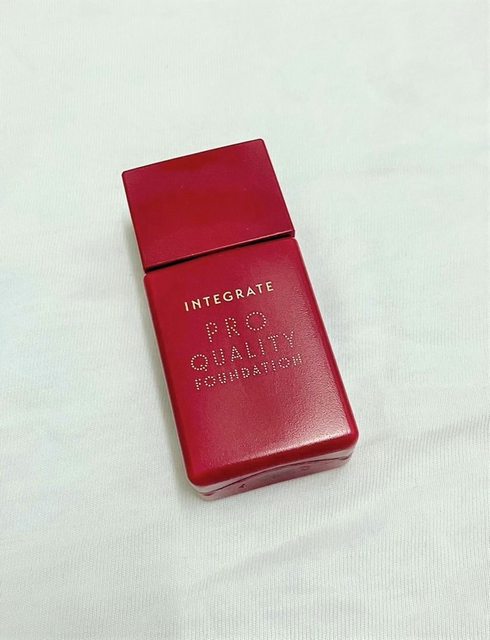 INTEGRATE
PRO
QUALITY
FOUNDATION